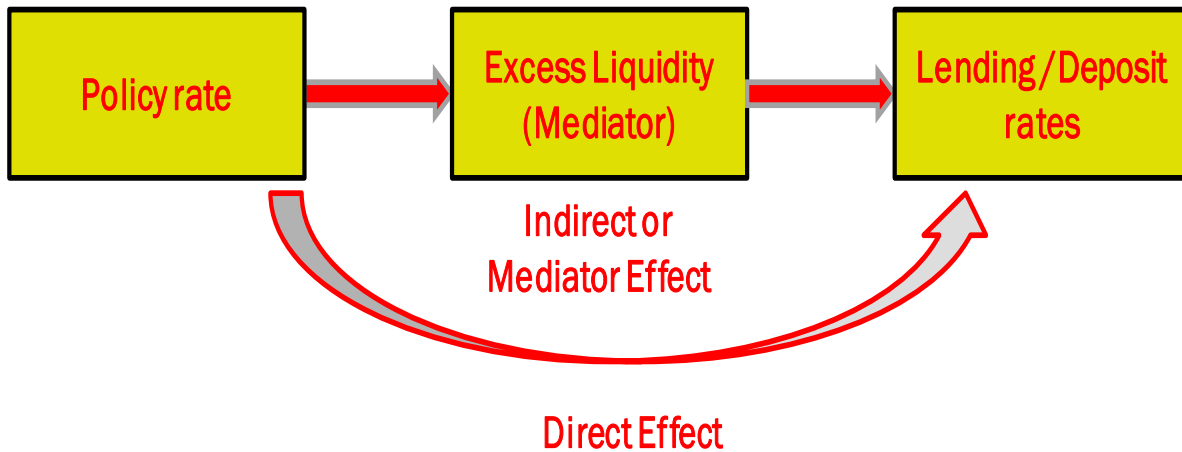 Policy rate
Excess Liquidity
(Mediator)
Lending/Deposit
rates
Indirect or
Mediator Effect
Direct Effect